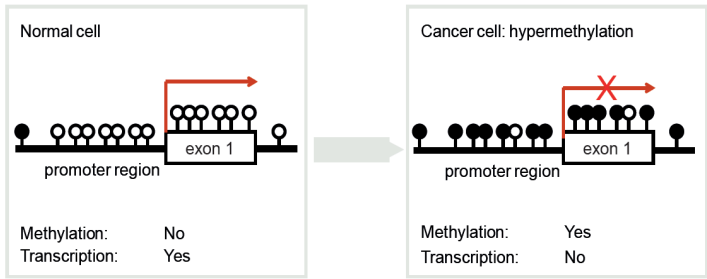 Normal cell
exon 1
promoter region
Methylation: No
Transcription: Yes
Cancer cell: hypermethylation
exon 1
promoter region
Methylation: Yes
Transcription: No